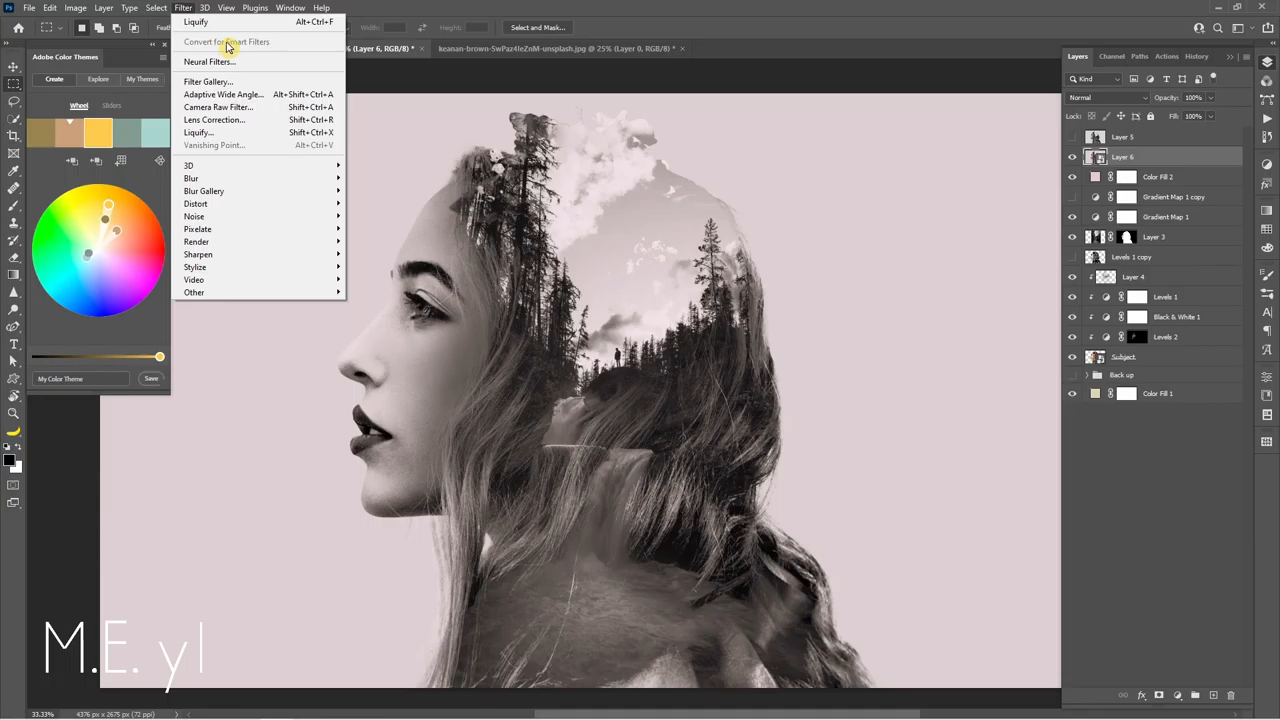 File Edit Image Layer Type Select Filter 3D View Plugins Window Help
Width: Height: Select and Mask...
(Layer 6, RGB/8) * × keanan-brown-5wPaz4IeZnM-unsplash.jpg @ 25% (Layer 0, RGB/8) * ×
Adobe Color Themes
Create Explore My Themes
Wheel Sliders
My Color Theme Save
Liquify Alt+Ctrl+F
Convert for Smart Filters
Neural Filters...
Filter Gallery...
Adaptive Wide Angle... Alt+Shift+Ctrl+A
Camera Raw Filter... Shift+Ctrl+A
Lens Correction... Shift+Ctrl+R
Liquify... Shift+Ctrl+X
Vanishing Point... Alt+Ctrl+V
3D
Blur
Blur Gallery
Distort
Noise
Pixelate
Render
Sharpen
Stylize
Video
Other
Layers Channels Paths Actions History
Kind
Normal Opacity: 100%
Lock: Fill: 100%
Layer 5
Layer 6
Color Fill 2
Gradient Map 1 copy
Gradient Map 1
Layer 3
Levels 1 copy
Layer 4
Levels 1
Black & White 1
Levels 2
Subject
Back up
Color Fill 1
M.E. yl
33.33% 4376 px x 2675 px (72 ppi)